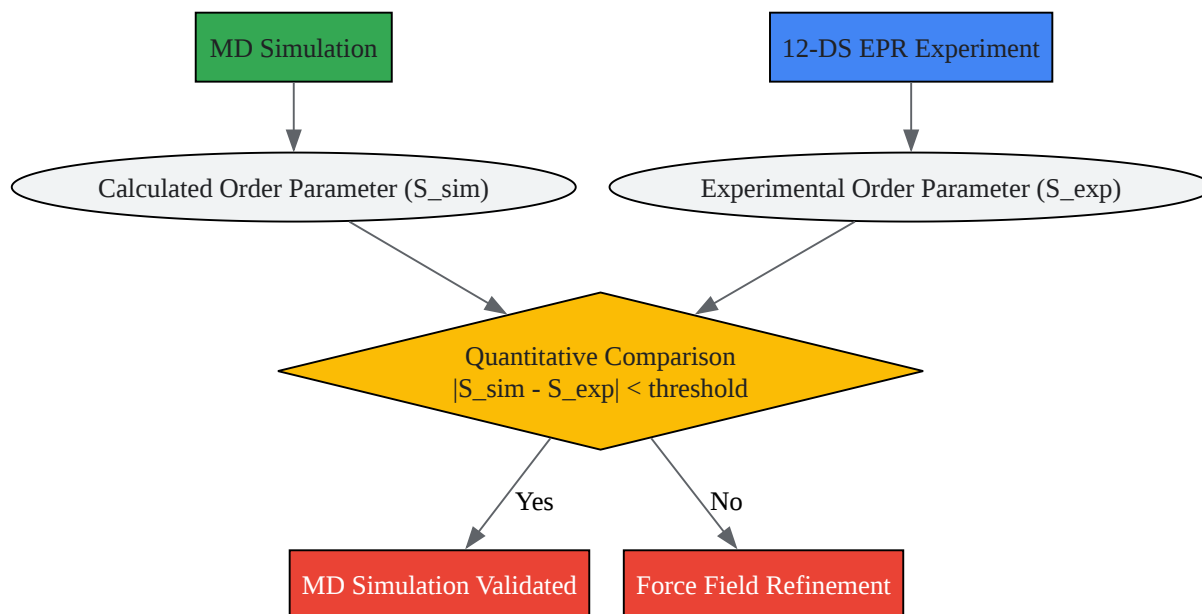 MD Simulation
12-DS EPR Experiment
Calculated Order Parameter (S_sim)
Experimental Order Parameter (S_exp)
Quantitative Comparison
|S_sim - S_exp| < threshold
Yes
No
MD Simulation Validated
Force Field Refinement